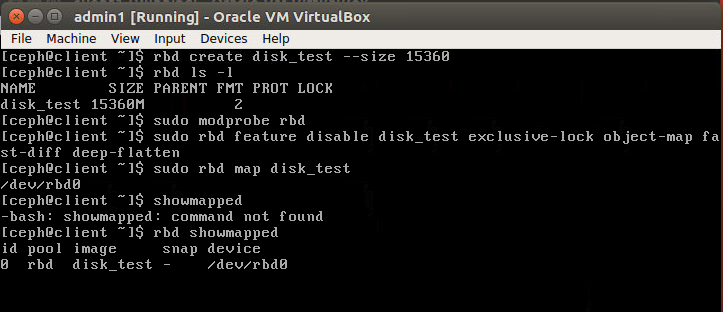 admin1 [Running] - Oracle VM VirtualBox
File Machine View Input Devices Help
[ceph@client ~]$ rbd create disk_test --size 15360
[ceph@client ~]$ rbd ls -l
NAME SIZE PARENT FMT PROT LOCK
disk_test 15360M 2
[ceph@client ~]$ sudo modprobe rbd
[ceph@client ~]$ sudo rbd feature disable disk_test exclusive-lock object-map fa
st-diff deep-flatten
[ceph@client ~]$ sudo rbd map disk_test
/dev/rbd0
[ceph@client ~]$ showmapped
-bash: showmapped: command not found
[ceph@client ~]$ rbd showmapped
id pool image snap device
0 rbd disk_test - /dev/rbd0